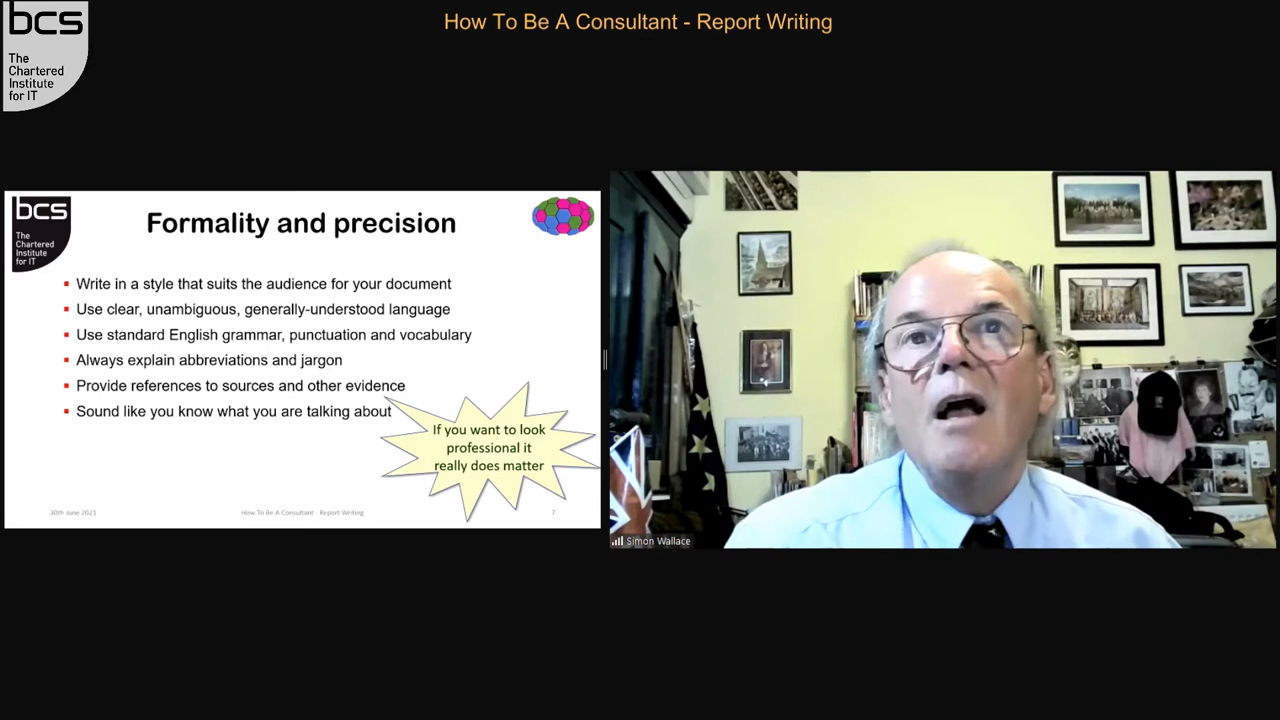 How To Be A Consultant - Report Writing
bcs
The
Chartered
Institute
for IT
bcs
The
Chartered
Institute
for IT
Formality and precision
Write in a style that suits the audience for your document
Use clear, unambiguous, generally-understood language
Use standard English grammar, punctuation and vocabulary
Always explain abbreviations and jargon
Provide references to sources and other evidence
Sound like you know what you are talking about
If you want to look
professional it
really does matter
30th June 2021
How To Be A Consultant - Report Writing
7
Simon Wallace